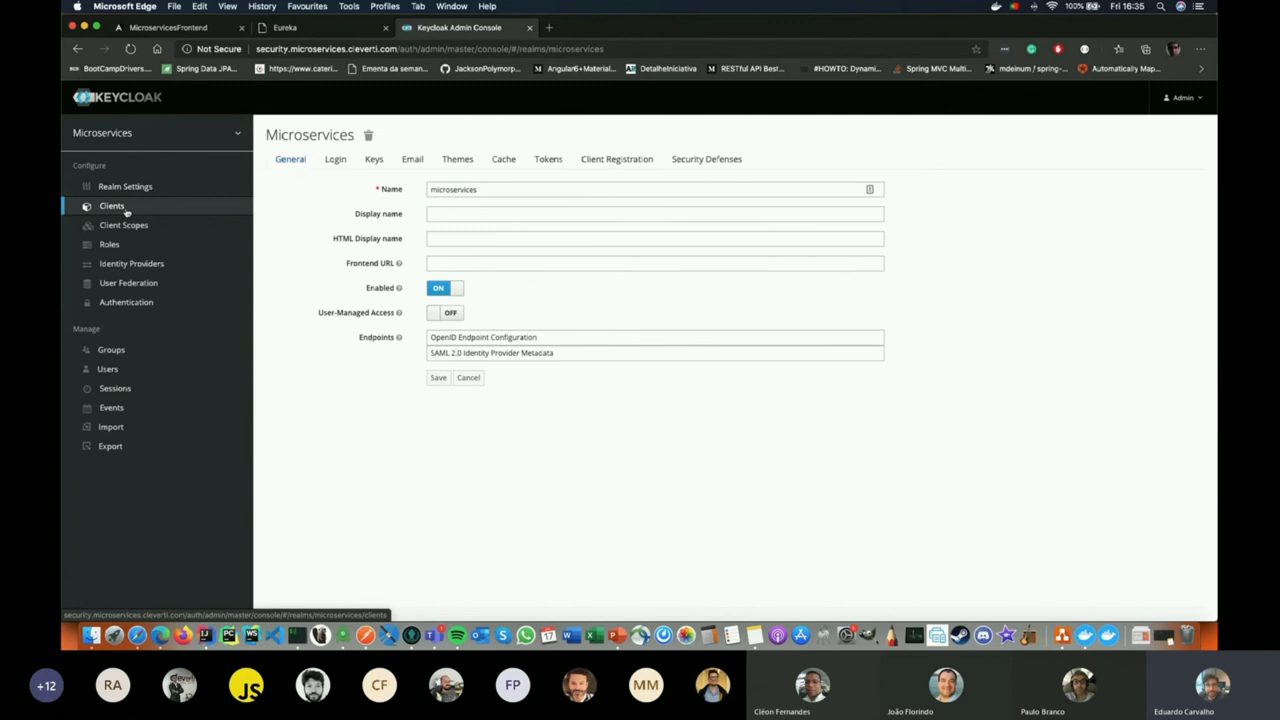 Microsoft Edge File Edit View History Favourites Tools Profiles Tab Window Help 100% Fri 16:35
MicroservicesFrontend Eureka Keycloak Admin Console
Not Secure security.microservices.cleverti.com/auth/admin/master/console/#/realms/microservices
BootCampDrivers.... Spring Data JPA... https://www.cateri... Ementa da seman... JacksonPolymorp... Angular6+Material... DetalheIniciativa RESTful API Best... #HOWTO: Dynami... Spring MVC Multi... mdeinum / spring-... Automatically Map...
KEYCLOAK Admin
Microservices
Configure
Realm Settings
Clients
Client Scopes
Roles
Identity Providers
User Federation
Authentication
Manage
Groups
Users
Sessions
Events
Import
Export
Microservices
General Login Keys Email Themes Cache Tokens Client Registration Security Defenses
* Name microservices
Display name
HTML Display name
Frontend URL
Enabled ON
User-Managed Access OFF
Endpoints OpenID Endpoint Configuration
SAML 2.0 Identity Provider Metadata
Save Cancel
security.microservices.cleverti.com/auth/admin/master/console/#/realms/microservices/clients
+12 RA JS CF FP MM
Cléon Fernandes João Florindo Paulo Branco Eduardo Carvalho